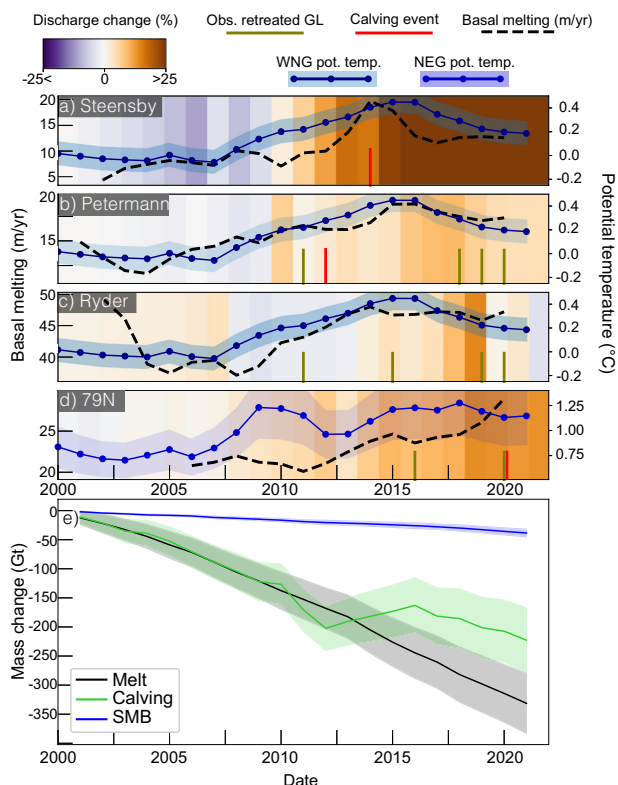 Discharge change (%)
-25< 0 >25
Obs. retreated GL
Calving event
Basal melting (m/yr)
WNG pot. temp.
NEG pot. temp.
a) Steensby
20
15
10
5
0.4
0.2
0.0
-0.2
b) Petermann
20
15
0.4
0.2
0.0
-0.2
c) Ryder
50
45
40
0.4
0.2
0.0
-0.2
d) 79N
25
20
1.25
1.00
0.75
Basal melting (m/yr)
Potential temperature (°C)
2000 2005 2010 2015 2020
e)
0
-50
-100
-150
-200
-250
-300
-350
Mass change (Gt)
Melt
Calving
SMB
2000 2005 2010 2015 2020
Date